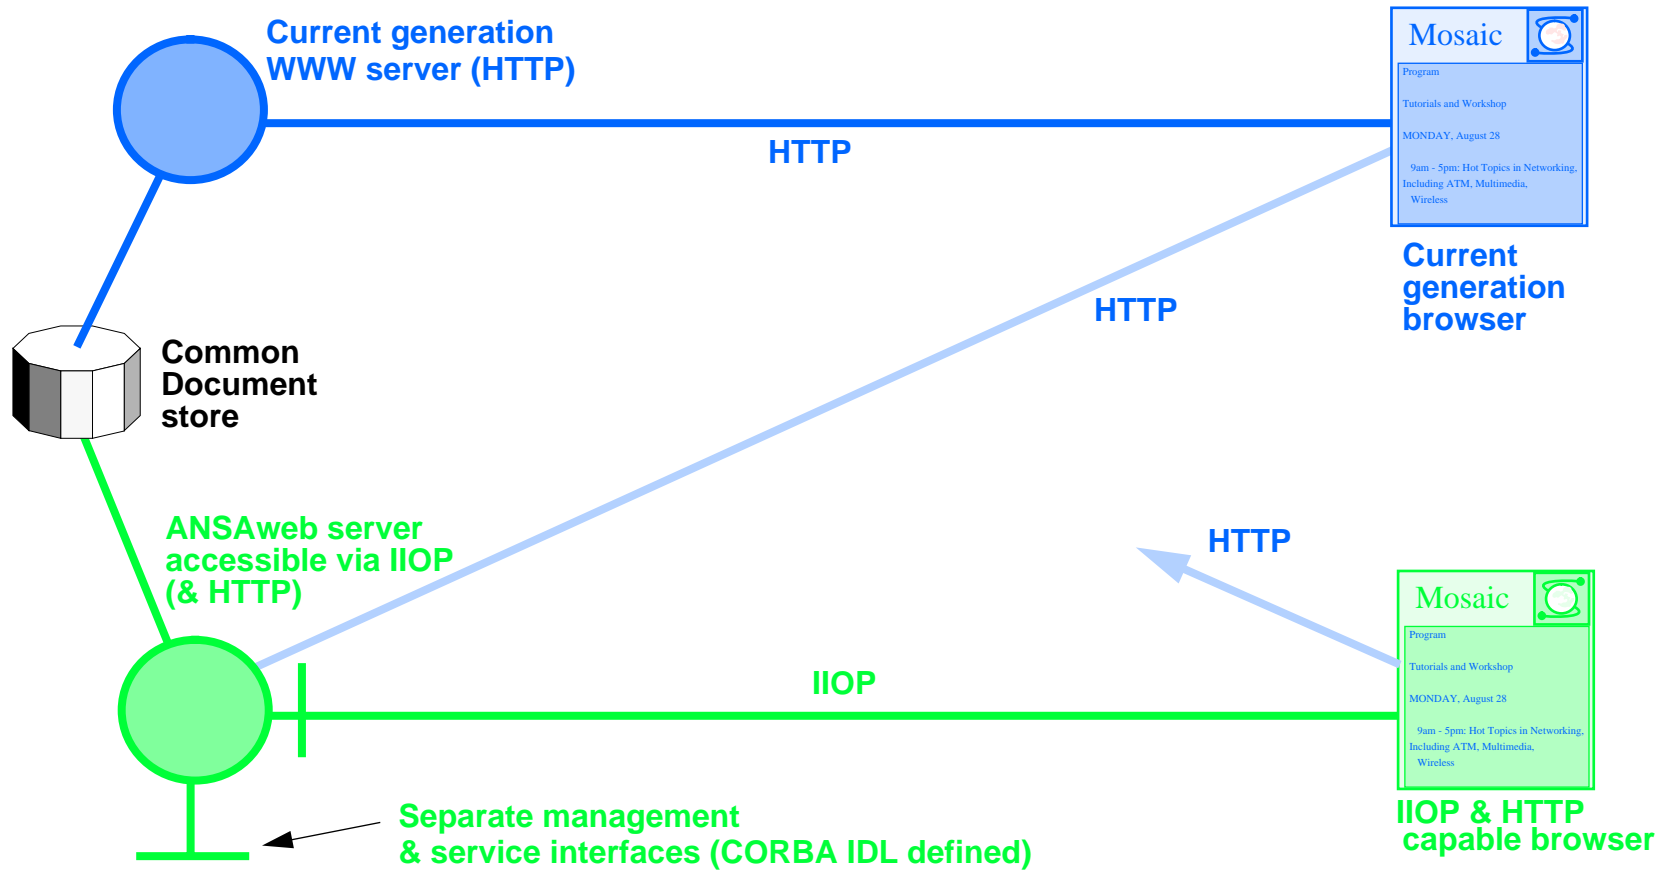 Current generation
WWW server (HTTP)
HTTP
Mosaic
Program
Tutorials and Workshop
MONDAY, August 28
9am - 5pm: Hot Topics in Networking,
Including ATM, Multimedia,
Wireless
Current
generation
browser
HTTP
Common
Document
store
ANSAweb server
accessible via IIOP
(& HTTP)
HTTP
IIOP
Mosaic
Program
Tutorials and Workshop
MONDAY, August 28
9am - 5pm: Hot Topics in Networking,
Including ATM, Multimedia,
Wireless
IIOP & HTTP
capable browser
Separate management
& service interfaces (CORBA IDL defined)